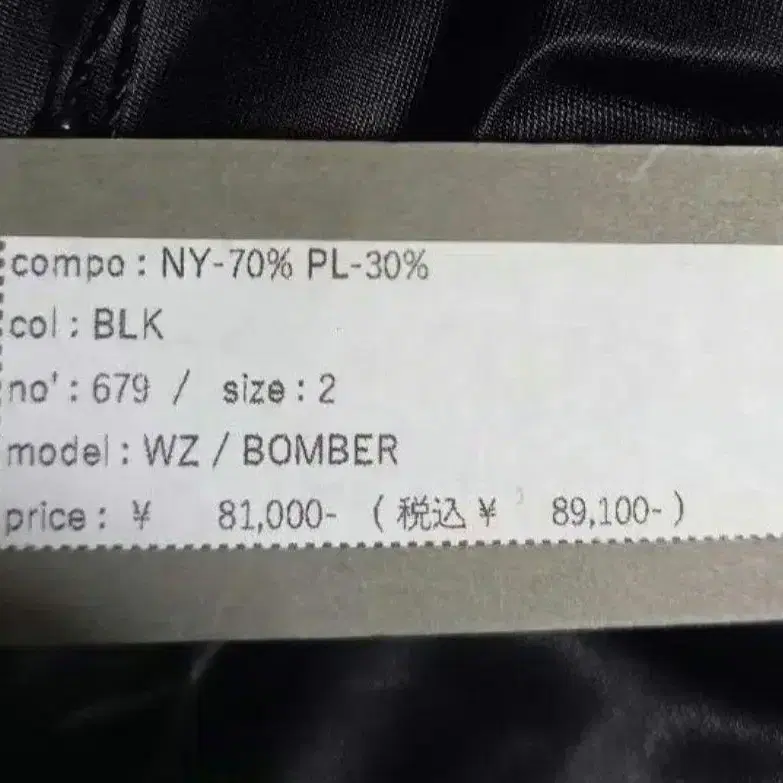 compo : NY-70% PL-30%
col : BLK
no' : 679 / size : 2
model : WZ / BOMBER
price : ¥ 81,000- ( 税込 ¥ 89,100- )